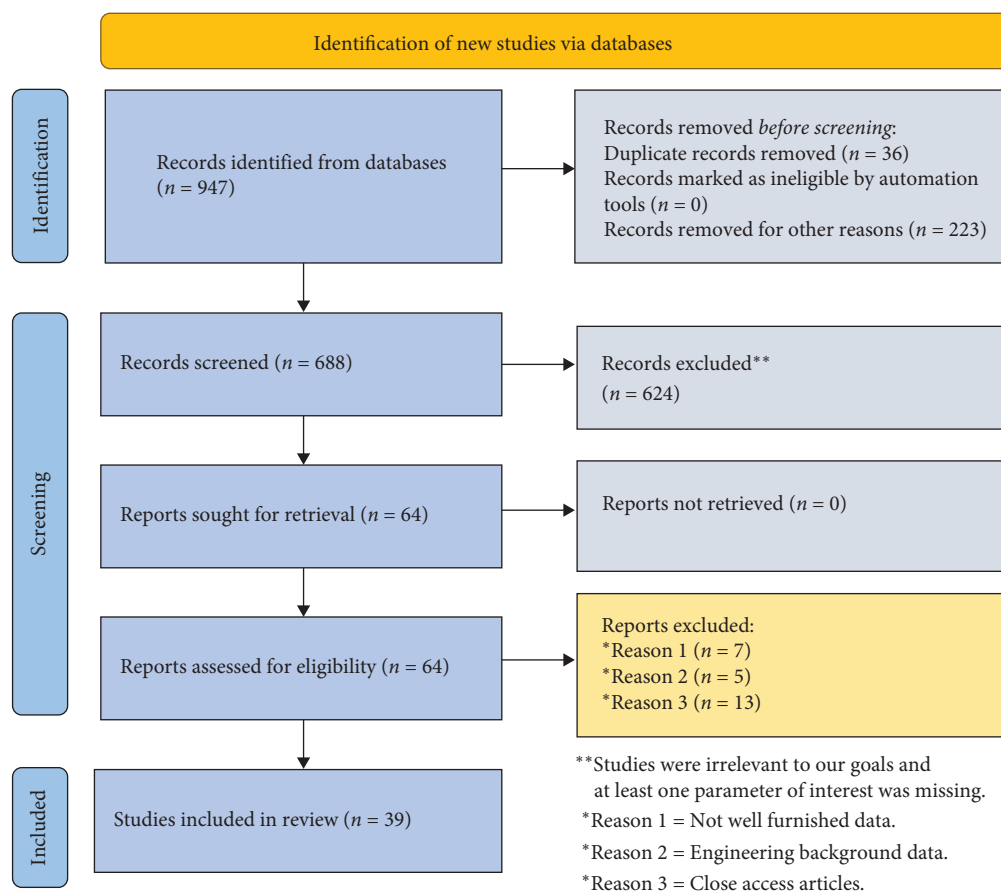 Identification of new studies via databases
Identification
Records identified from databases
(n = 947)
Records removed before screening:
Duplicate records removed (n = 36)
Records marked as ineligible by automation
tools (n = 0)
Records removed for other reasons (n = 223)
Screening
Records screened (n = 688)
Records excluded**
(n = 624)
Reports sought for retrieval (n = 64)
Reports not retrieved (n = 0)
Reports assessed for eligibility (n = 64)
Reports excluded:
*Reason 1 (n = 7)
*Reason 2 (n = 5)
*Reason 3 (n = 13)
Included
Studies included in review (n = 39)
**Studies were irrelevant to our goals and
at least one parameter of interest was missing.
*Reason 1 = Not well furnished data.
*Reason 2 = Engineering background data.
*Reason 3 = Close access articles.